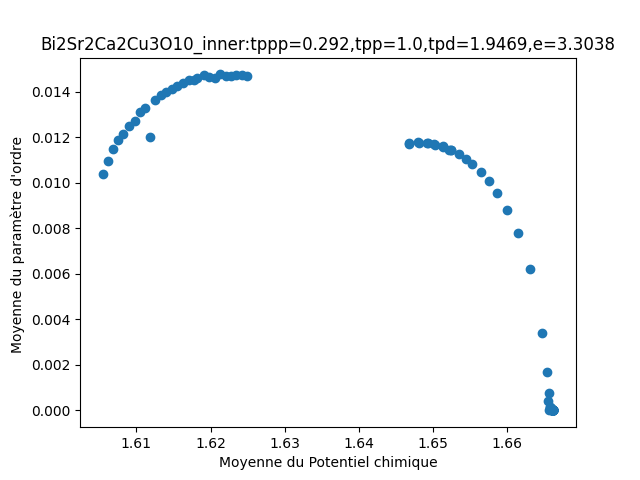 Bi2Sr2Ca2Cu3O10_inner:tppp=0.292,tpp=1.0,tpd=1.9469,e=3.3038
Moyenne du paramètre d'ordre
0.014
0.012
0.010
0.008
0.006
0.004
0.002
0.000
1.61 1.62 1.63 1.64 1.65 1.66
Moyenne du Potentiel chimique